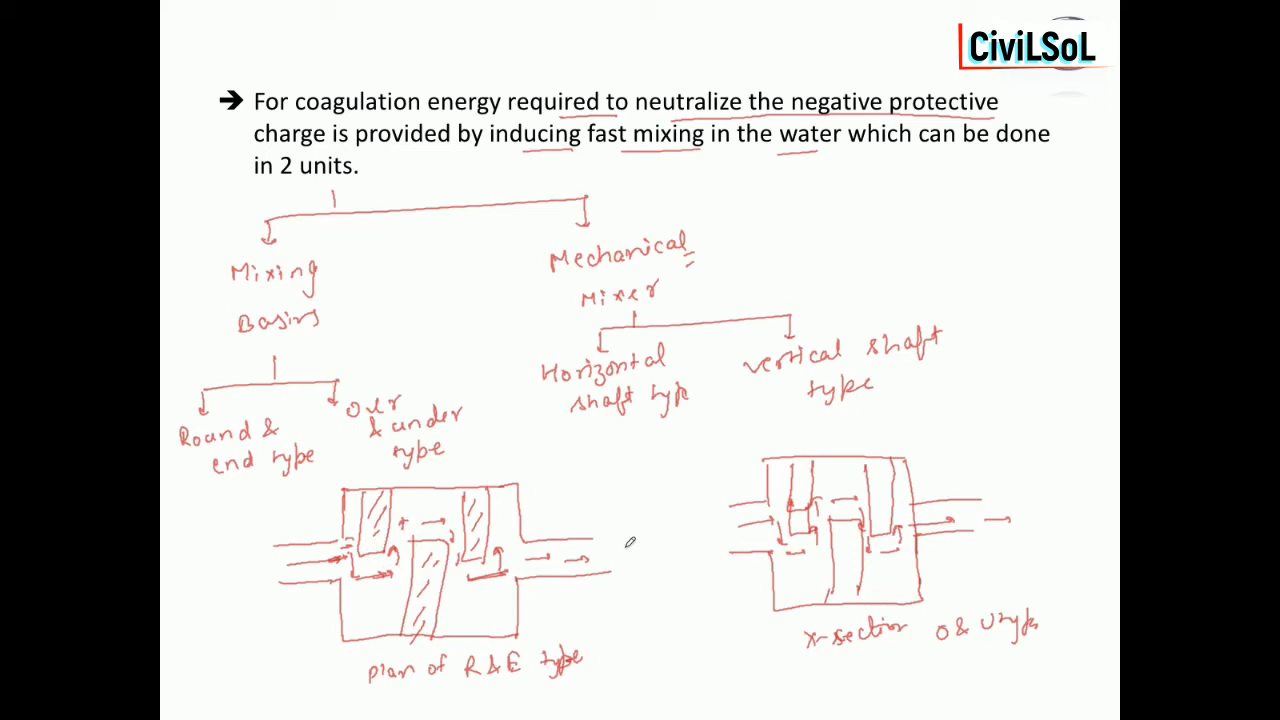 CiviLSoL
➔ For coagulation energy required to neutralize the negative protective
charge is provided by inducing fast mixing in the water which can be done
in 2 units.
Mixing
Basins
Mechanical
Mixer
Round &
end type
Over
& under
type
Horizontal
shaft type
vertical shaft
type
plan of R&E type
x-section O & U type